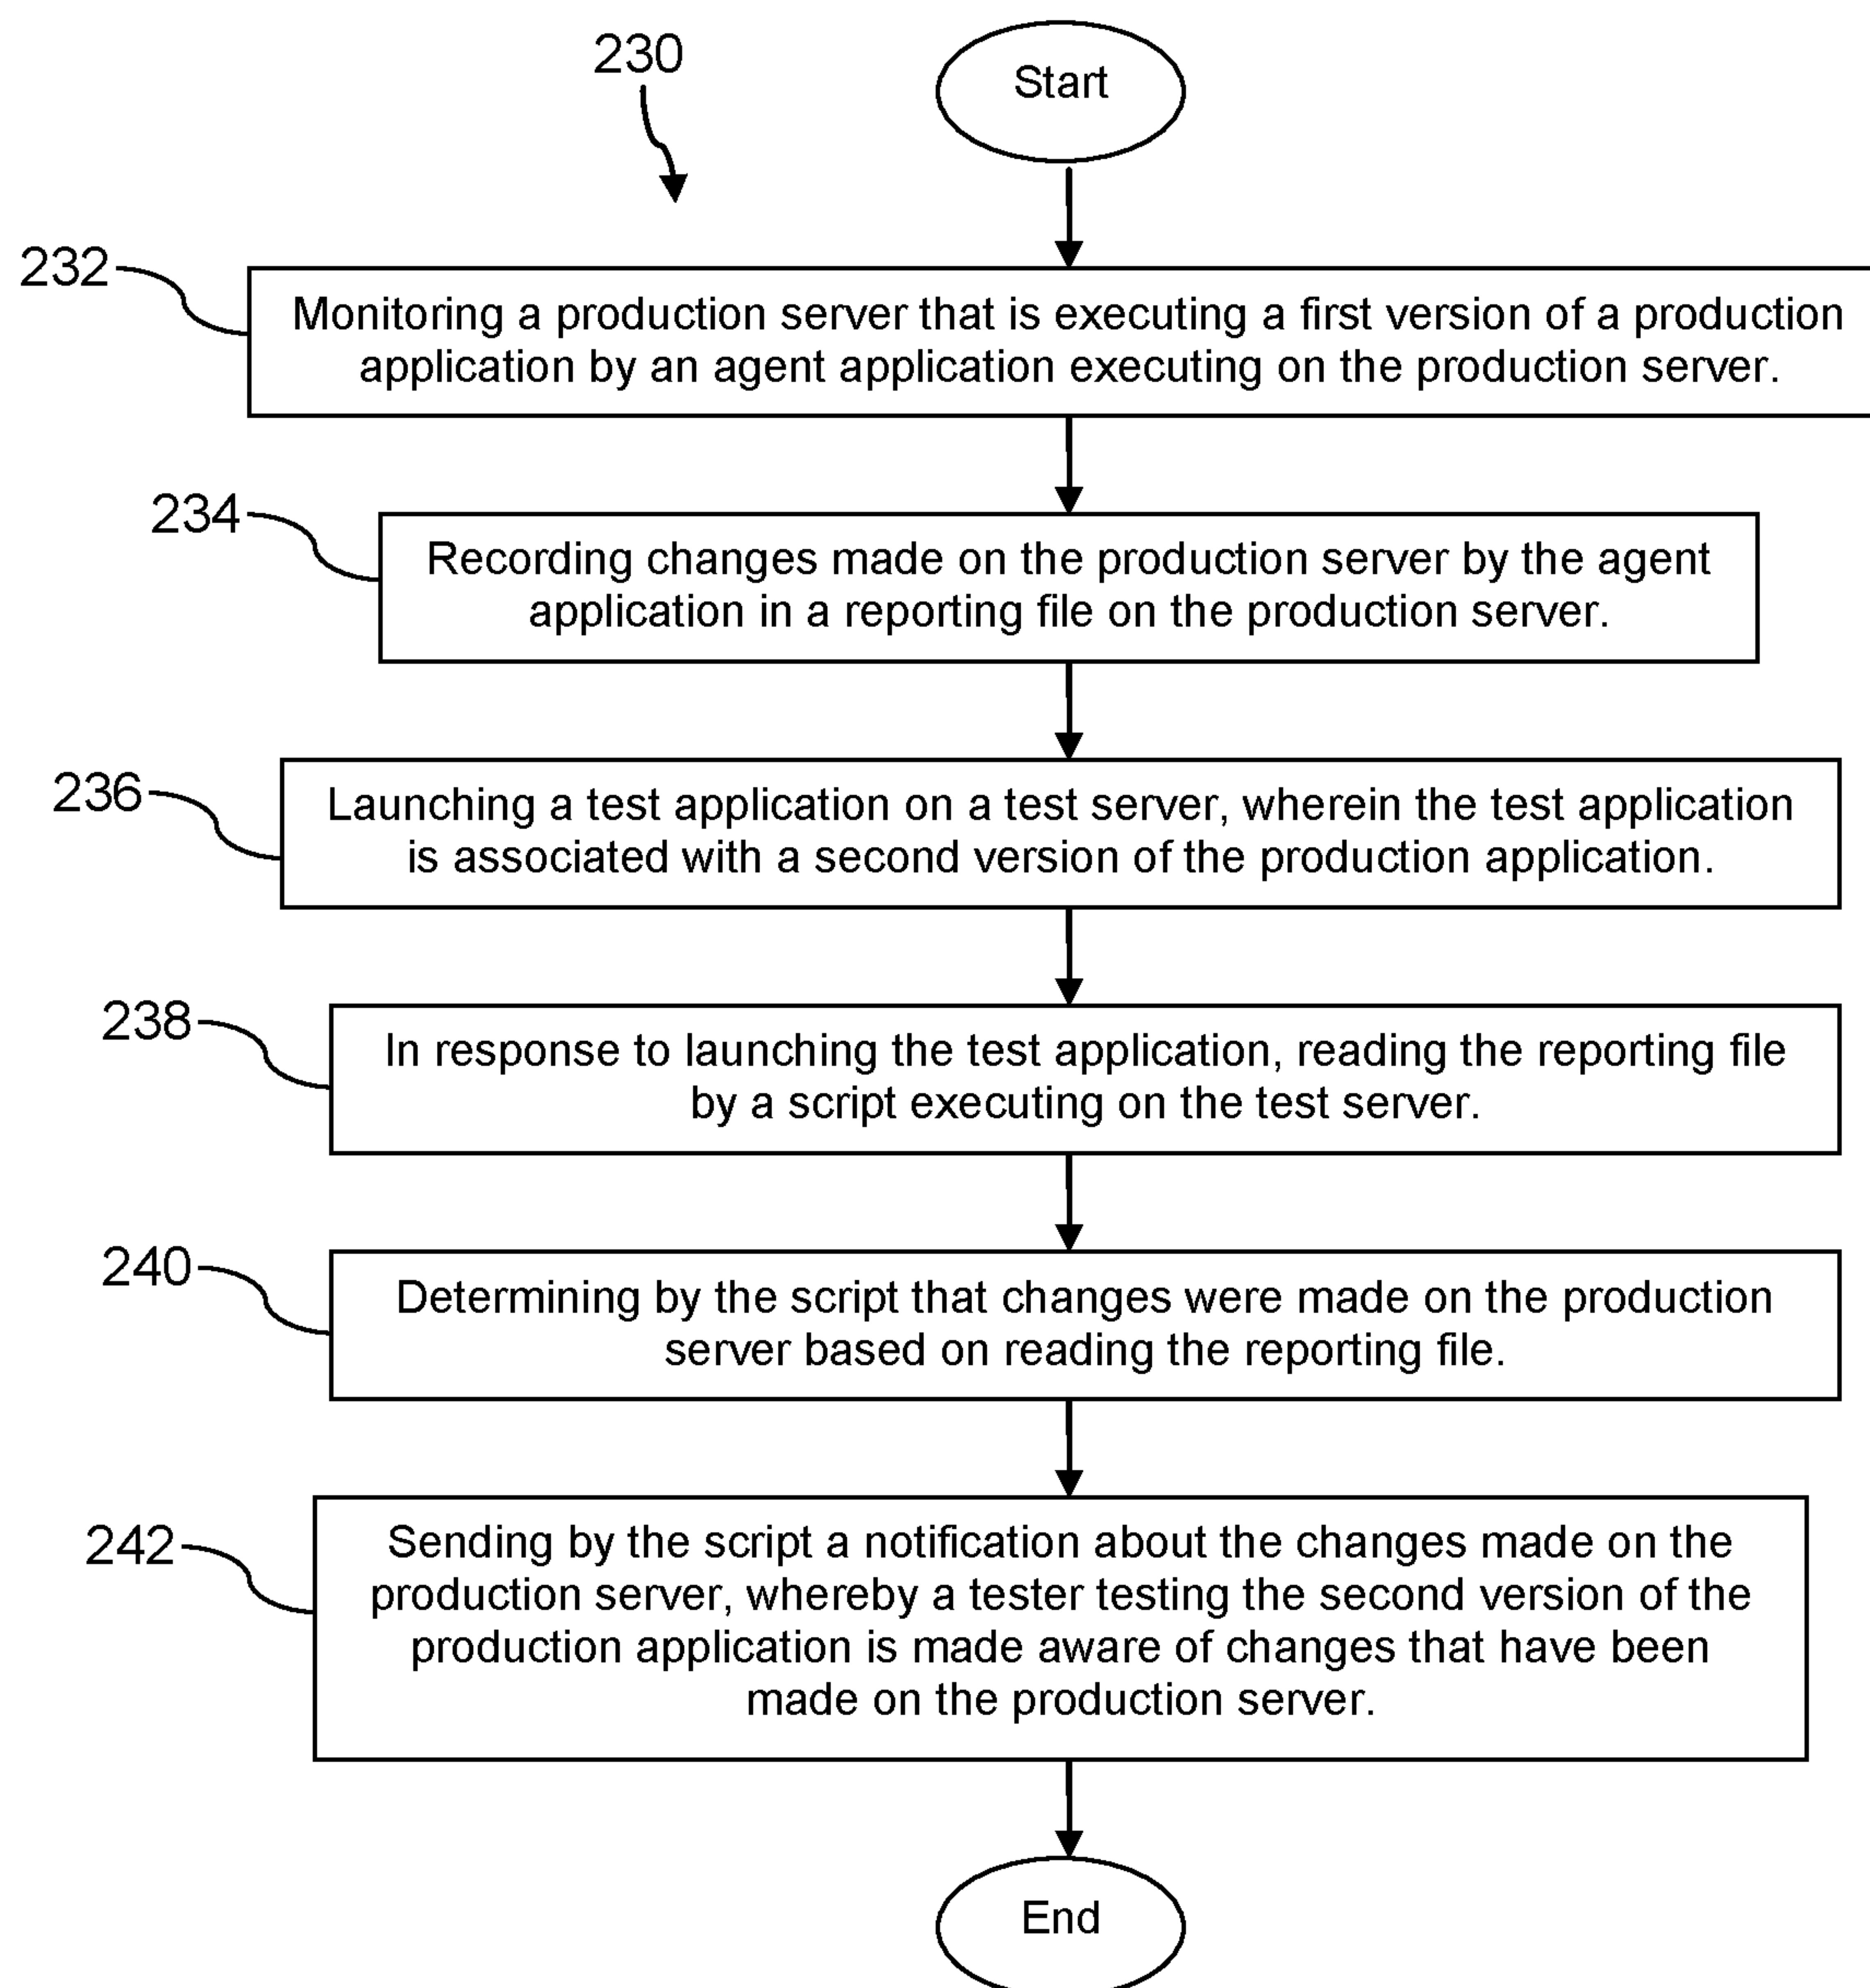 230
Start
232
Monitoring a production server that is executing a first version of a production
application by an agent application executing on the production server.
234
Recording changes made on the production server by the agent
application in a reporting file on the production server.
236
Launching a test application on a test server, wherein the test application
is associated with a second version of the production application.
238
In response to launching the test application, reading the reporting file
by a script executing on the test server.
240
Determining by the script that changes were made on the production
server based on reading the reporting file.
242
Sending by the script a notification about the changes made on the
production server, whereby a tester testing the second version of the
production application is made aware of changes that have been
made on the production server.
End